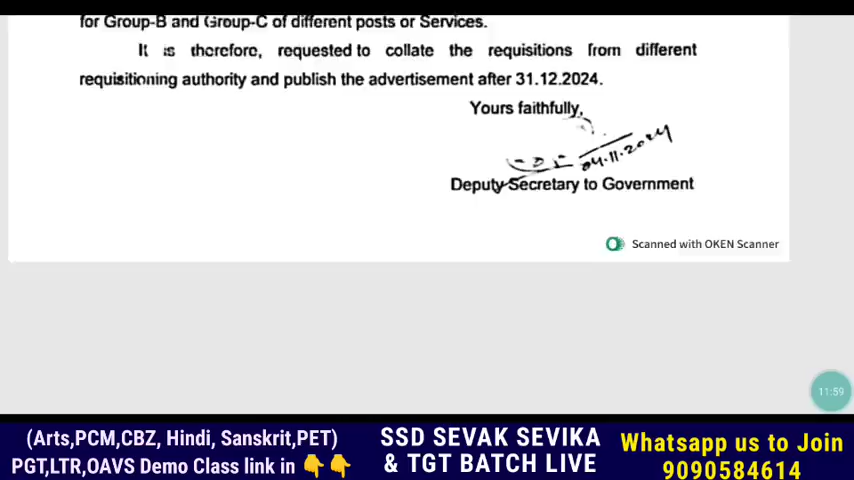 for Group-B and Group-C of different posts or Services.
It is therefore, requested to collate the requisitions from different
requisitioning authority and publish the advertisement after 31.12.2024.
Yours faithfully,
04.11.2024
Deputy Secretary to Government
Scanned with OKEN Scanner
11:59
(Arts,PCM,CBZ, Hindi, Sanskrit,PET)
PGT,LTR,OAVS Demo Class link in 👇👇
SSD SEVAK SEVIKA
& TGT BATCH LIVE
Whatsapp us to Join
9090584614